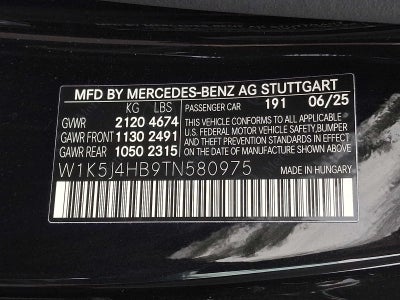 MFD BY MERCEDES-BENZ AG STUTTGART
KG LBS PASSENGER CAR 191 06/25
GVWR 2120 4674 THIS VEHICLE CONFORMS TO ALL APPLICABLE
GAWR FRONT 1130 2491 U.S.FEDERAL MOTOR VEHICLE SAFETY,BUMPER
AND THEFT PREVENTION STANDARDS IN EFFECT
GAWR REAR 1050 2315 ON THE DATE OF MANUFACTURE SHOWN ABOVE
W1K5J4HB9TN580975 MADE IN HUNGARY